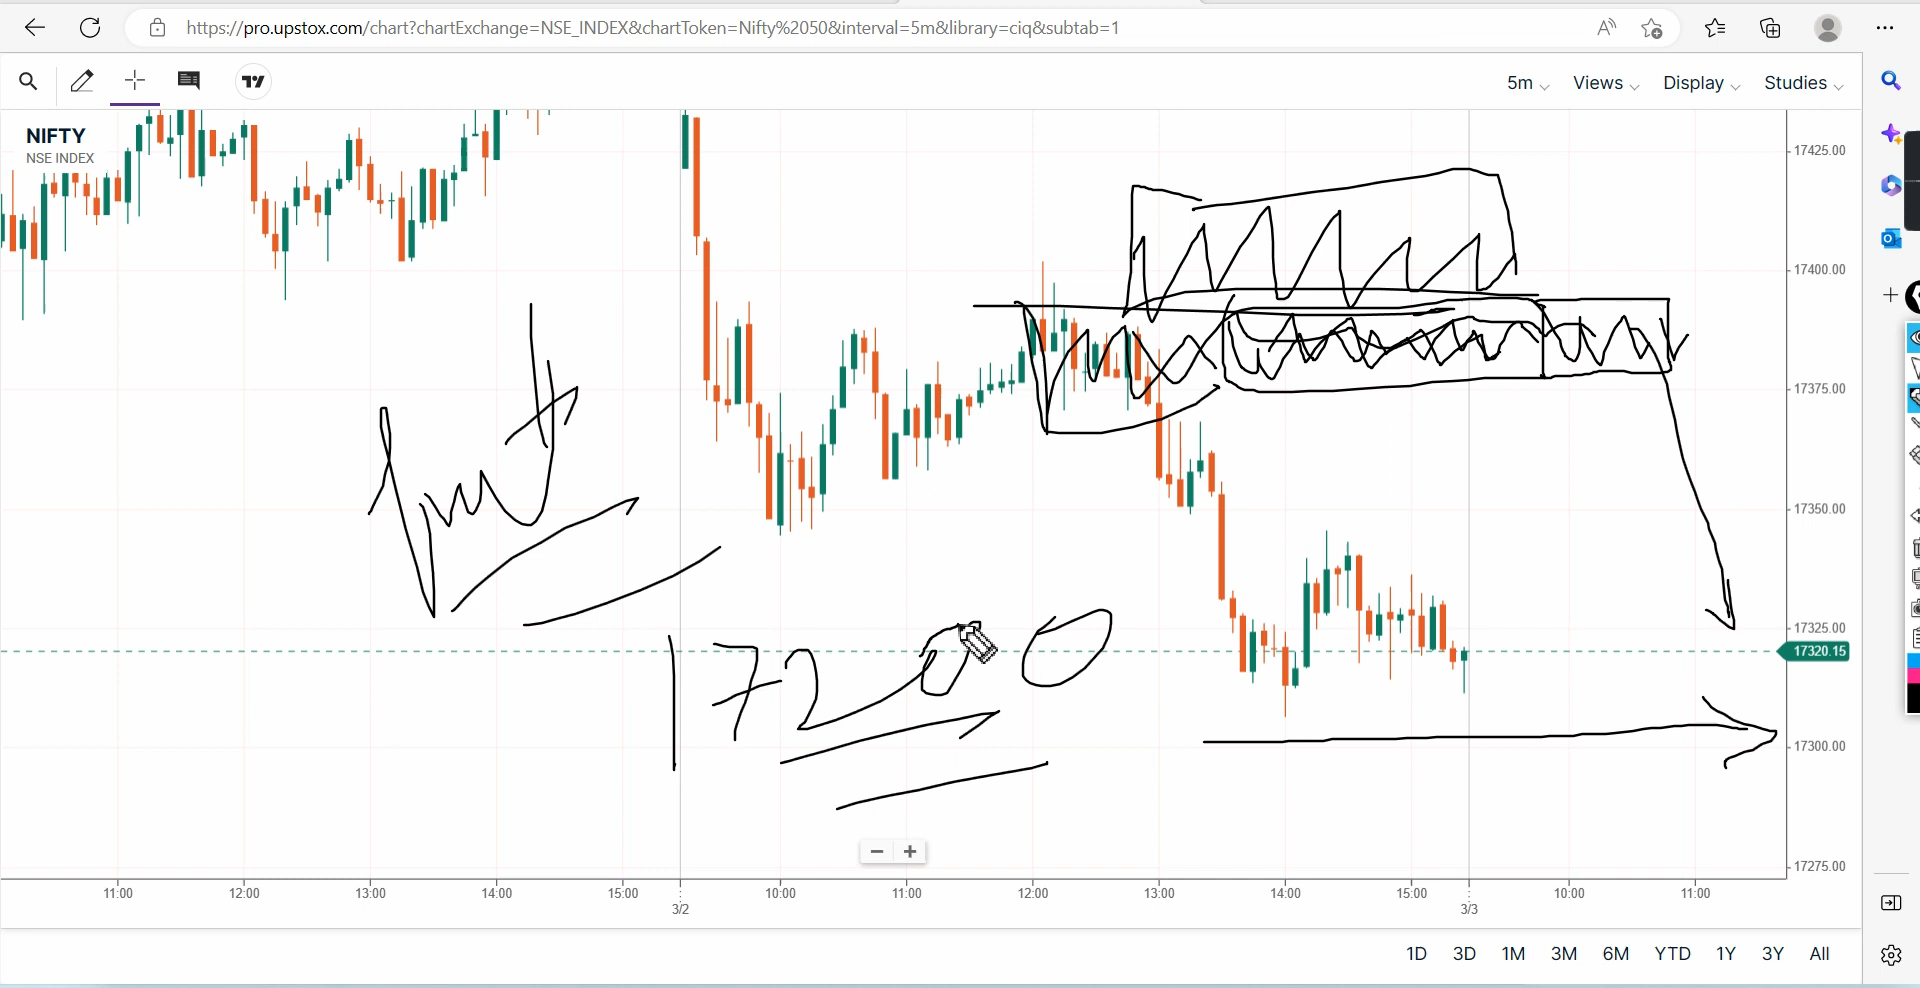 https://pro.upstox.com/chart?chartExchange=NSE_INDEX&chartToken=Nifty%2050&interval=5m&library=ciq&subtab=1
5m Views Display Studies
NIFTY
NSE INDEX
17425.00
17400.00
17375.00
17350.00
17325.00
17320.15
17300.00
17275.00
17200
11:00 12:00 13:00 14:00 15:00 10:00 11:00 12:00 13:00 14:00 15:00 10:00 11:00
3/2 3/3
1D 3D 1M 3M 6M YTD 1Y 3Y All